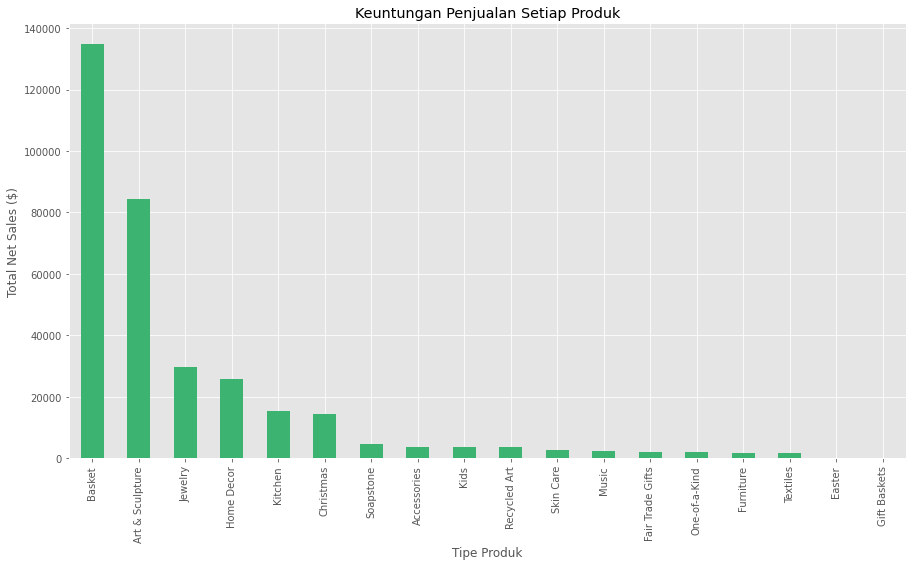 Keuntungan Penjualan Setiap Produk
Total Net Sales ($)
140000
120000
100000
80000
60000
40000
20000
0
Basket
Art & Sculpture
Jewelry
Home Decor
Kitchen
Christmas
Soapstone
Accessories
Kids
Recycled Art
Skin Care
Music
Fair Trade Gifts
One-of-a-Kind
Furniture
Textiles
Easter
Gift Baskets
Tipe Produk